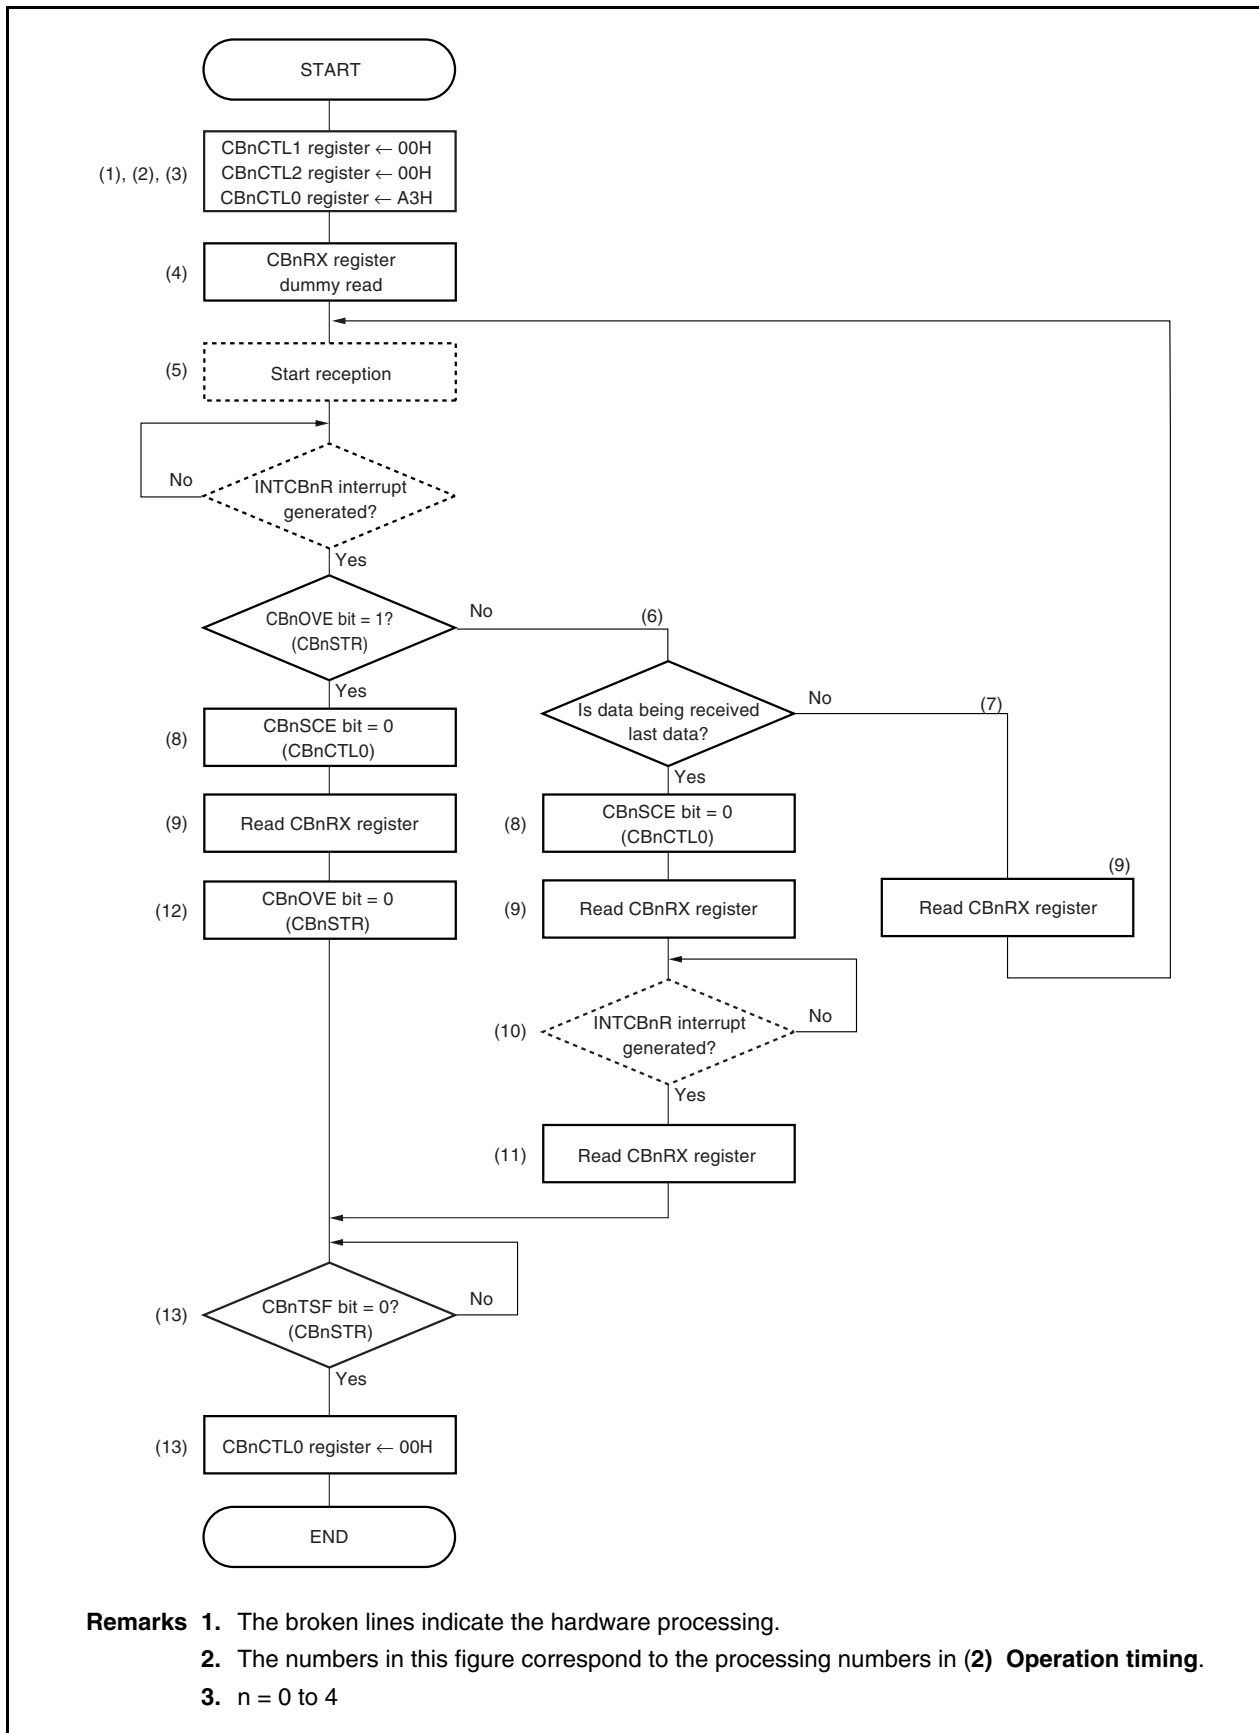 START
(1), (2), (3)
CBnCTL1 register ← 00H
CBnCTL2 register ← 00H
CBnCTL0 register ← A3H
(4)
CBnRX register
dummy read
(5)
Start reception
No
INTCBnR interrupt
generated?
Yes
CBnOVE bit = 1?
(CBnSTR)
No
(6)
Yes
Is data being received
last data?
No
(7)
Yes
(8)
CBnSCE bit = 0
(CBnCTL0)
(8)
CBnSCE bit = 0
(CBnCTL0)
(9)
Read CBnRX register
(9)
Read CBnRX register
(9)
Read CBnRX register
(12)
CBnOVE bit = 0
(CBnSTR)
(10)
INTCBnR interrupt
generated?
No
Yes
(11)
Read CBnRX register
(13)
CBnTSF bit = 0?
(CBnSTR)
No
Yes
(13)
CBnCTL0 register ← 00H
END
Remarks 1. The broken lines indicate the hardware processing.
2. The numbers in this figure correspond to the processing numbers in (2) Operation timing.
3. n = 0 to 4